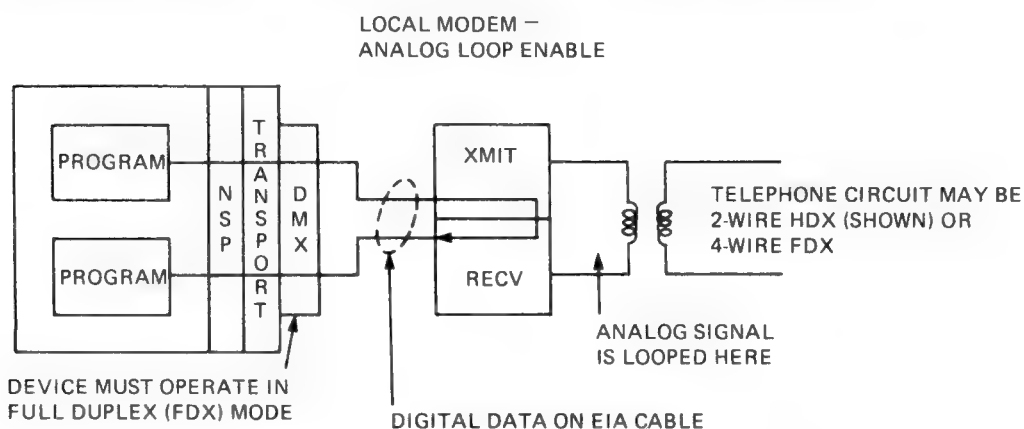 LOCAL MODEM –
ANALOG LOOP ENABLE
PROGRAM
PROGRAM
NSP
TRANSPORT
DMX
XMIT
RECV
TELEPHONE CIRCUIT MAY BE
2-WIRE HDX (SHOWN) OR
4-WIRE FDX
ANALOG SIGNAL
IS LOOPED HERE
DEVICE MUST OPERATE IN
FULL DUPLEX (FDX) MODE
DIGITAL DATA ON EIA CABLE